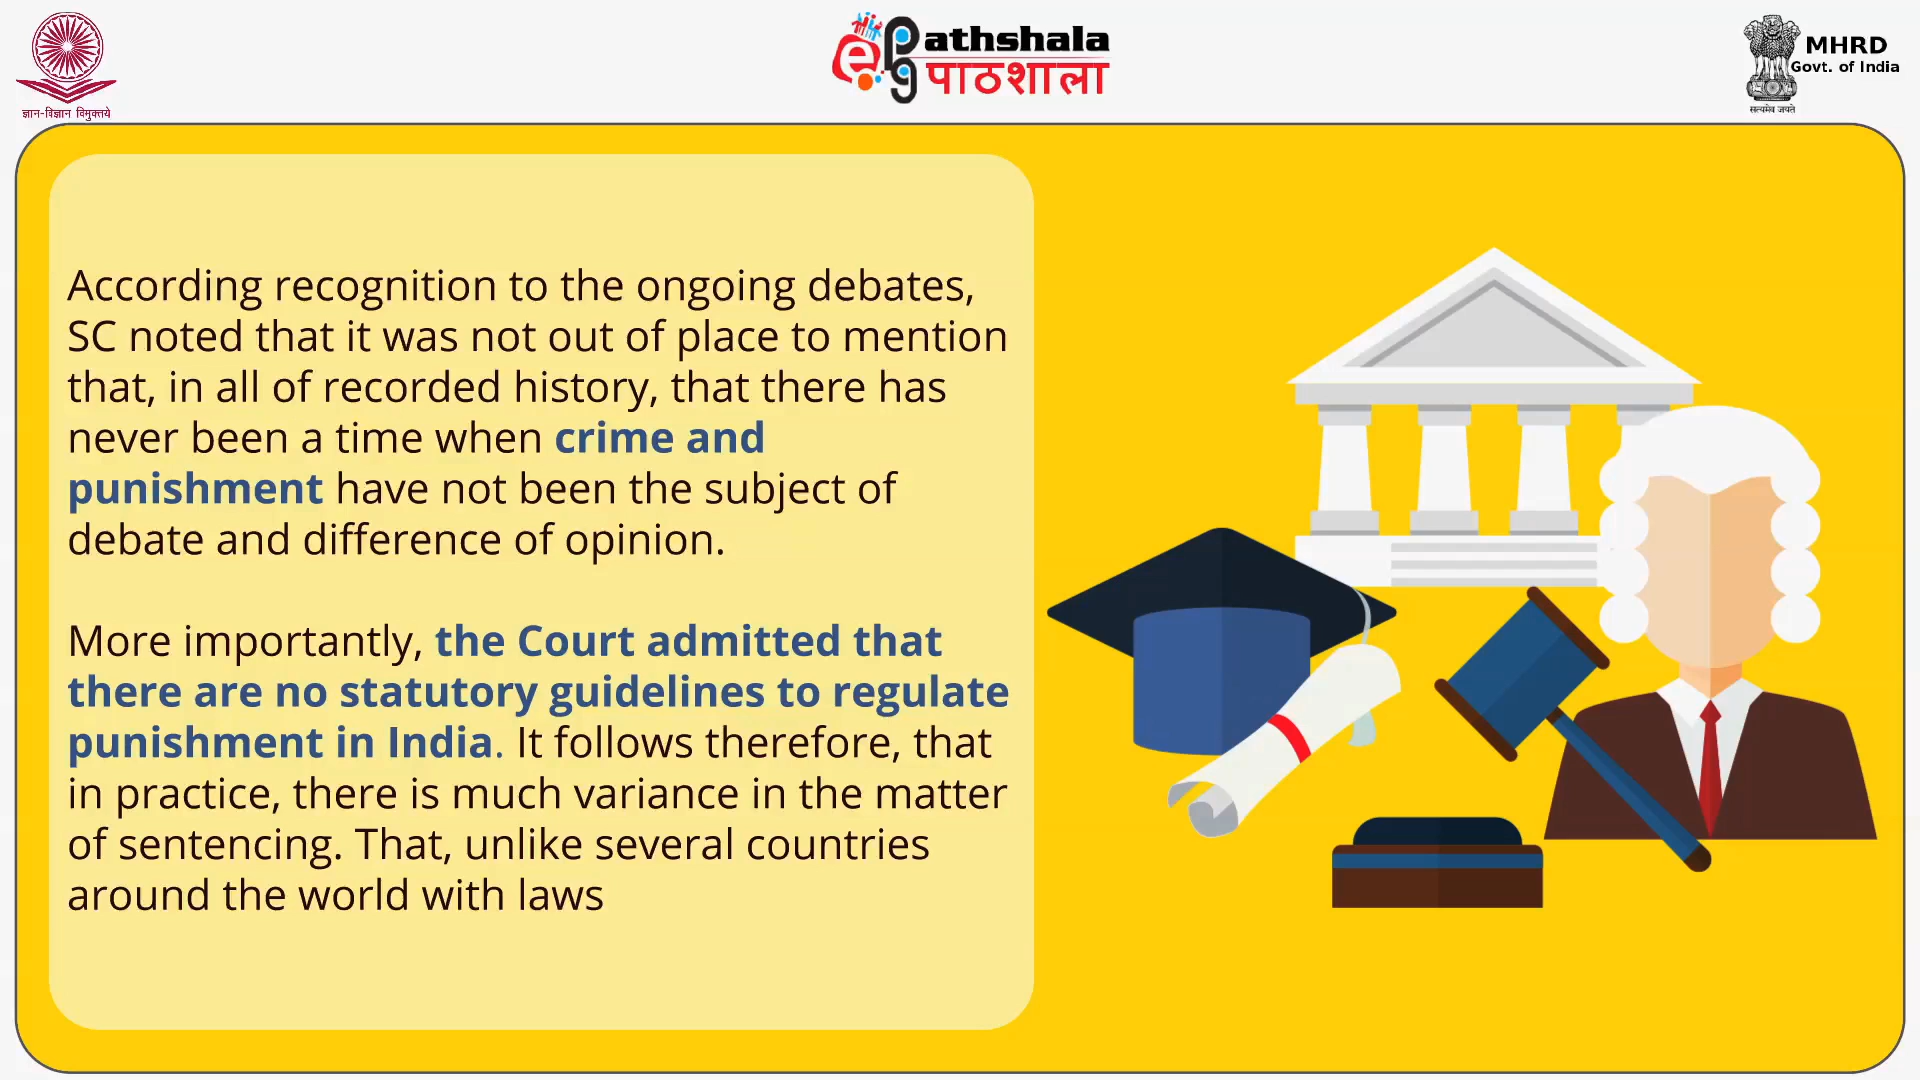 ज्ञान-विज्ञान विमुक्तये
ePg
athshala
पाठशाला
MHRD
Govt. of India
सत्यमेव जयते
According recognition to the ongoing debates,
SC noted that it was not out of place to mention
that, in all of recorded history, that there has
never been a time when crime and
punishment have not been the subject of
debate and difference of opinion.
More importantly, the Court admitted that
there are no statutory guidelines to regulate
punishment in India. It follows therefore, that
in practice, there is much variance in the matter
of sentencing. That, unlike several countries
around the world with laws